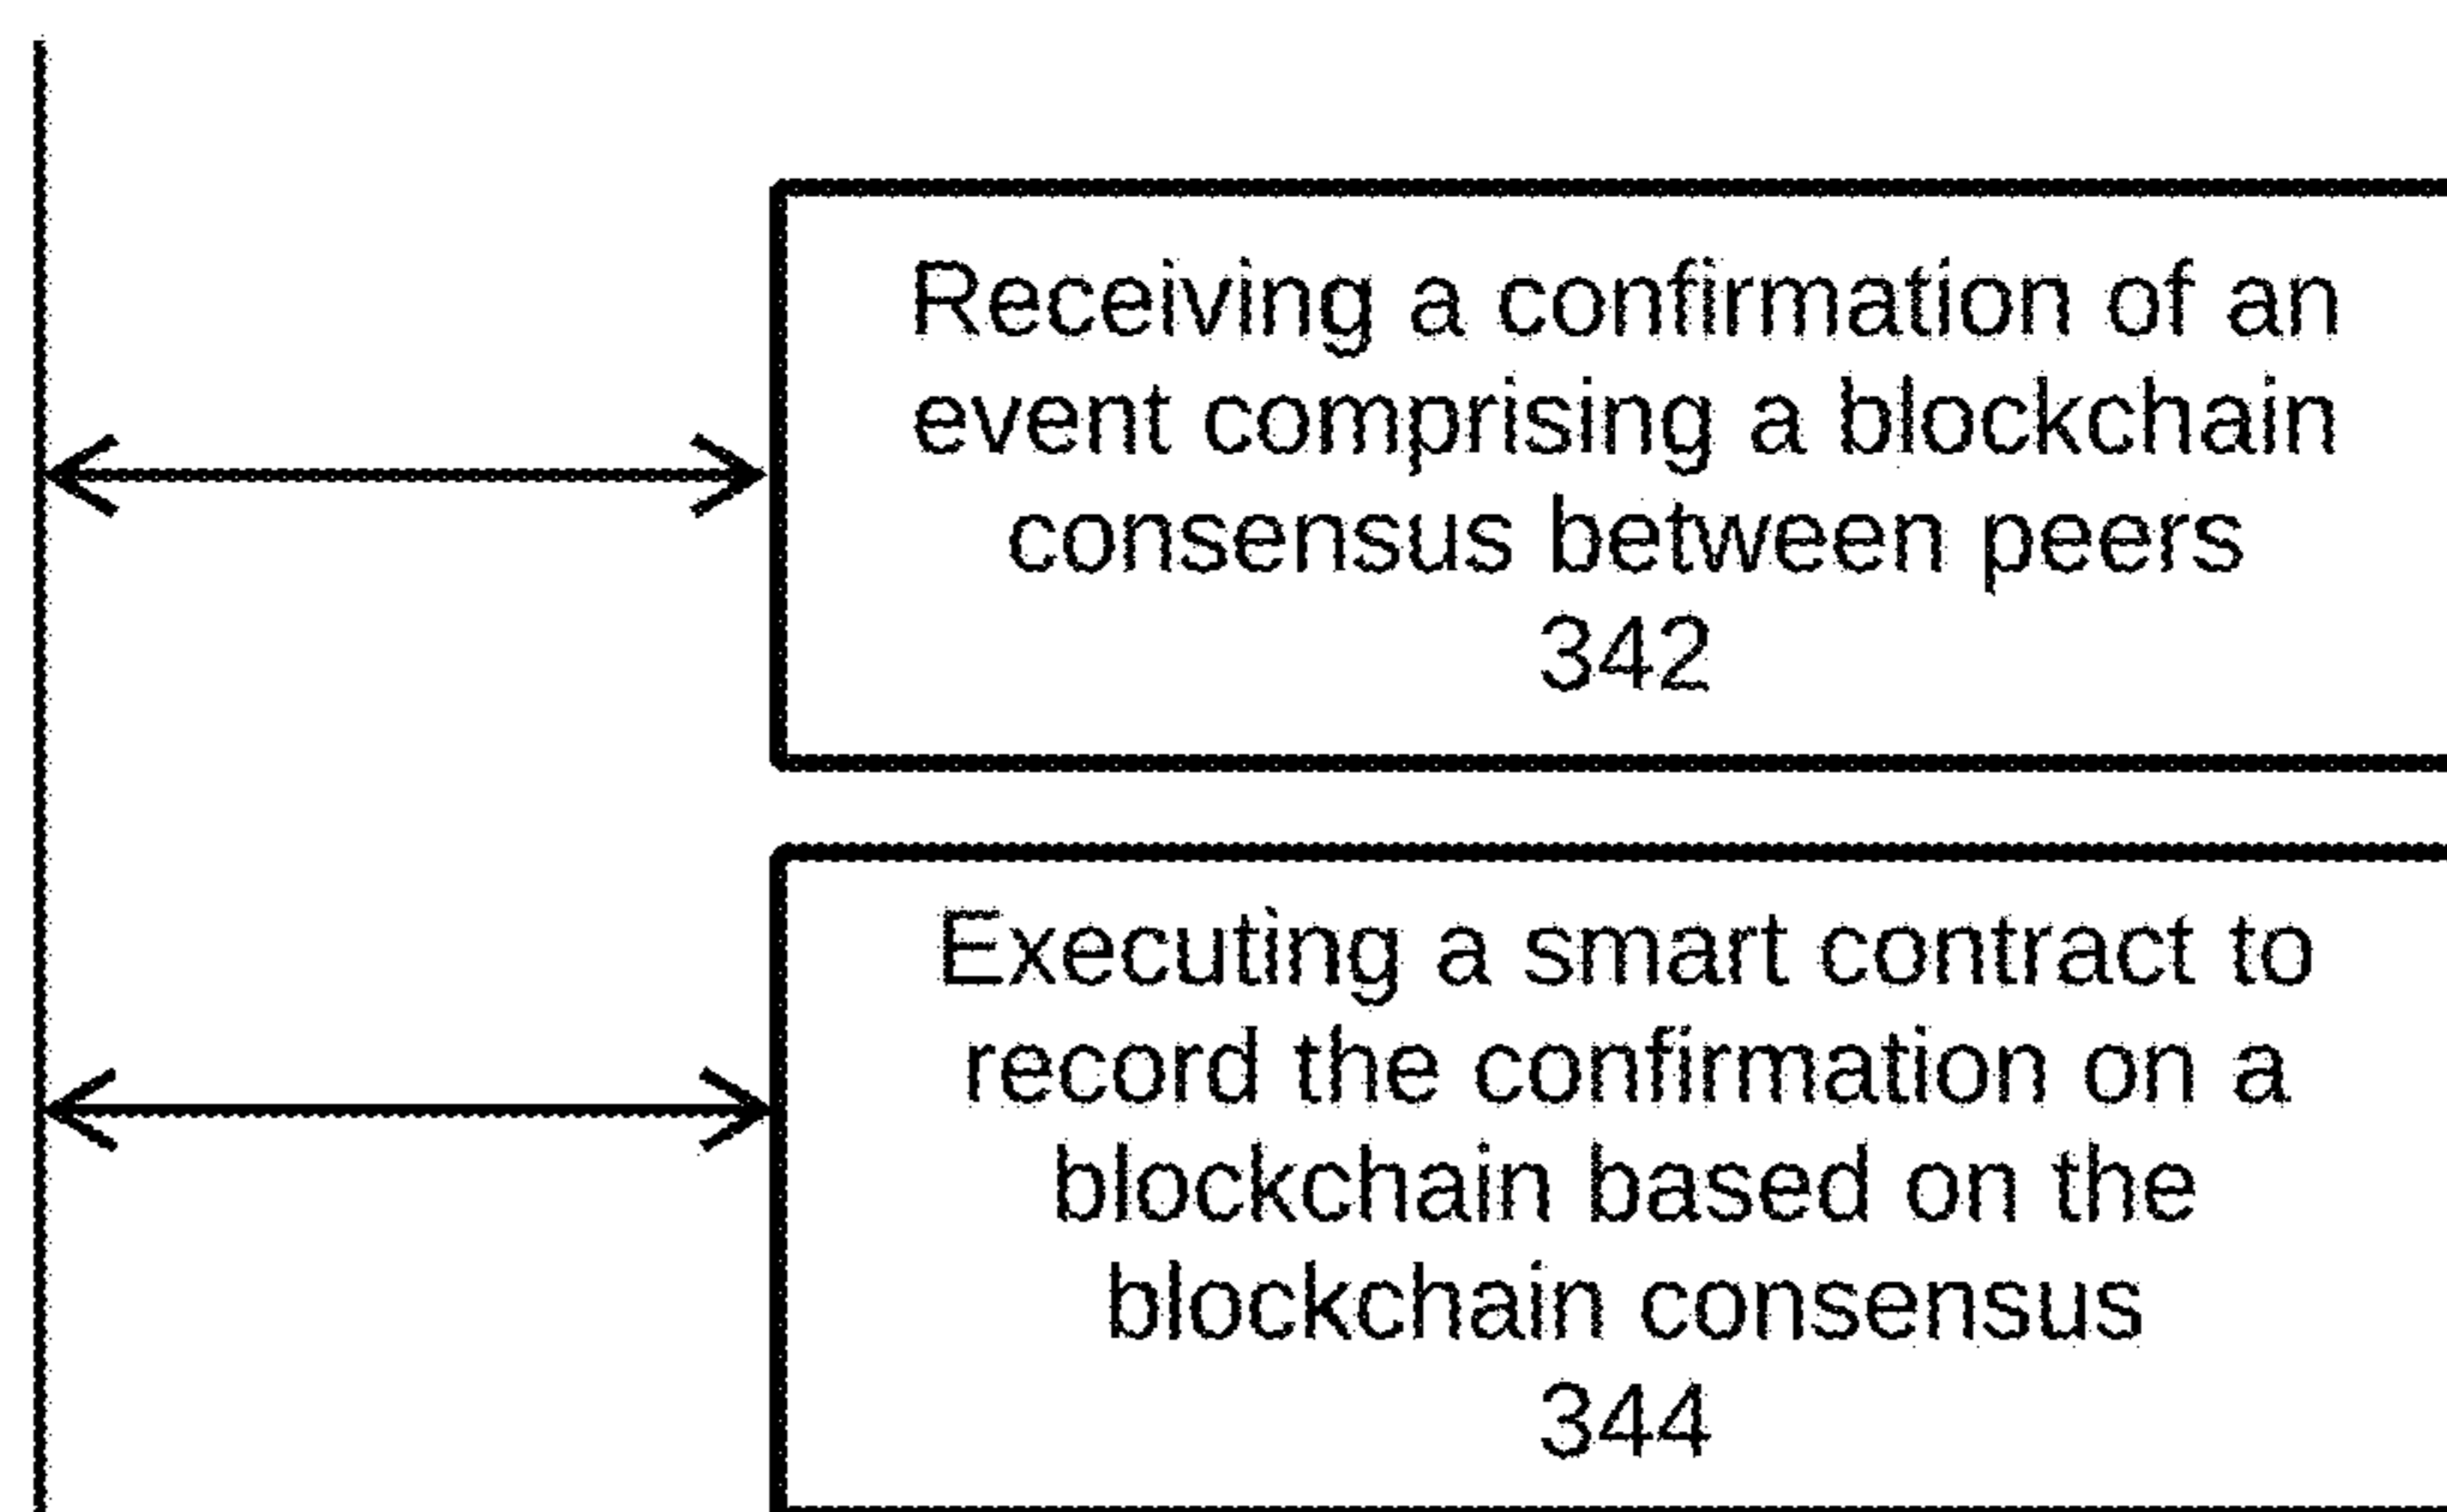 Receiving a confirmation of an
event comprising a blockchain
consensus between peers
342
Executing a smart contract to
record the confirmation on a
blockchain based on the
blockchain consensus
344